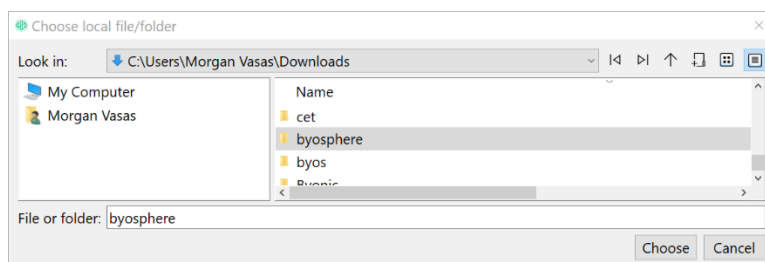 Choose local file/folder
Look in: C:\Users\Morgan Vasas\Downloads
My Computer
Morgan Vasas
Name
cet
byosphere
byos
Byonic
File or folder: byosphere
Choose Cancel